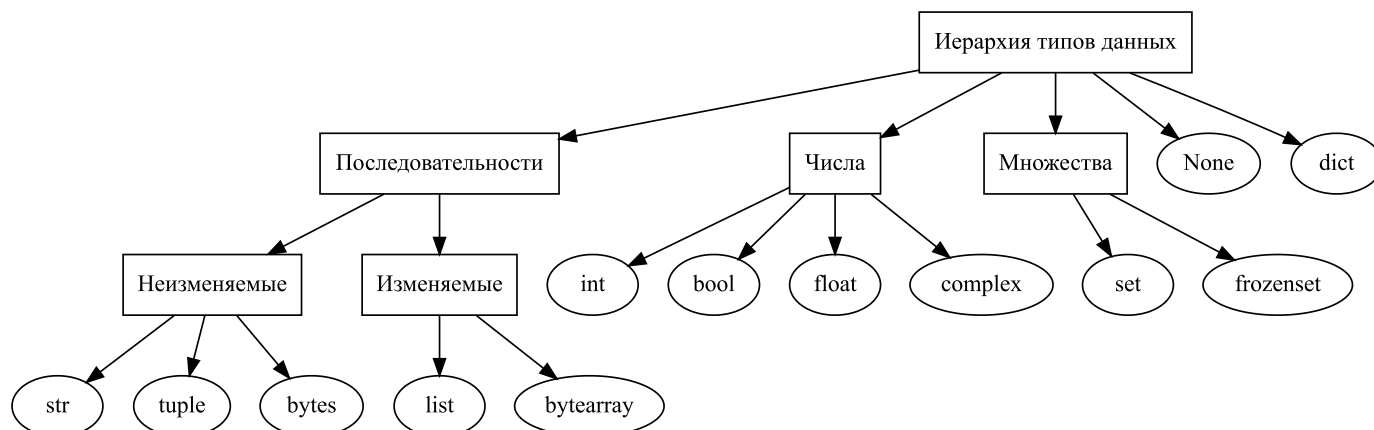 Иерархия типов данных
Последовательности
Числа
Множества
None
dict
Неизменяемые
Изменяемые
int
bool
float
complex
set
frozenset
str
tuple
bytes
list
bytearray